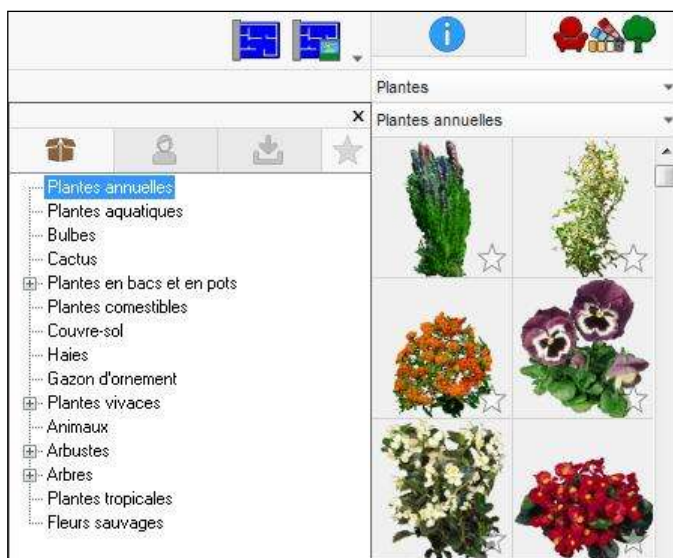 Plantes
Plantes annuelles
X
Plantes annuelles
Plantes aquatiques
Bulbes
Cactus
Plantes en bacs et en pots
Plantes comestibles
Couvre-sol
Haies
Gazon d'ornement
Plantes vivaces
Animaux
Arbustes
Arbres
Plantes tropicales
Fleurs sauvages